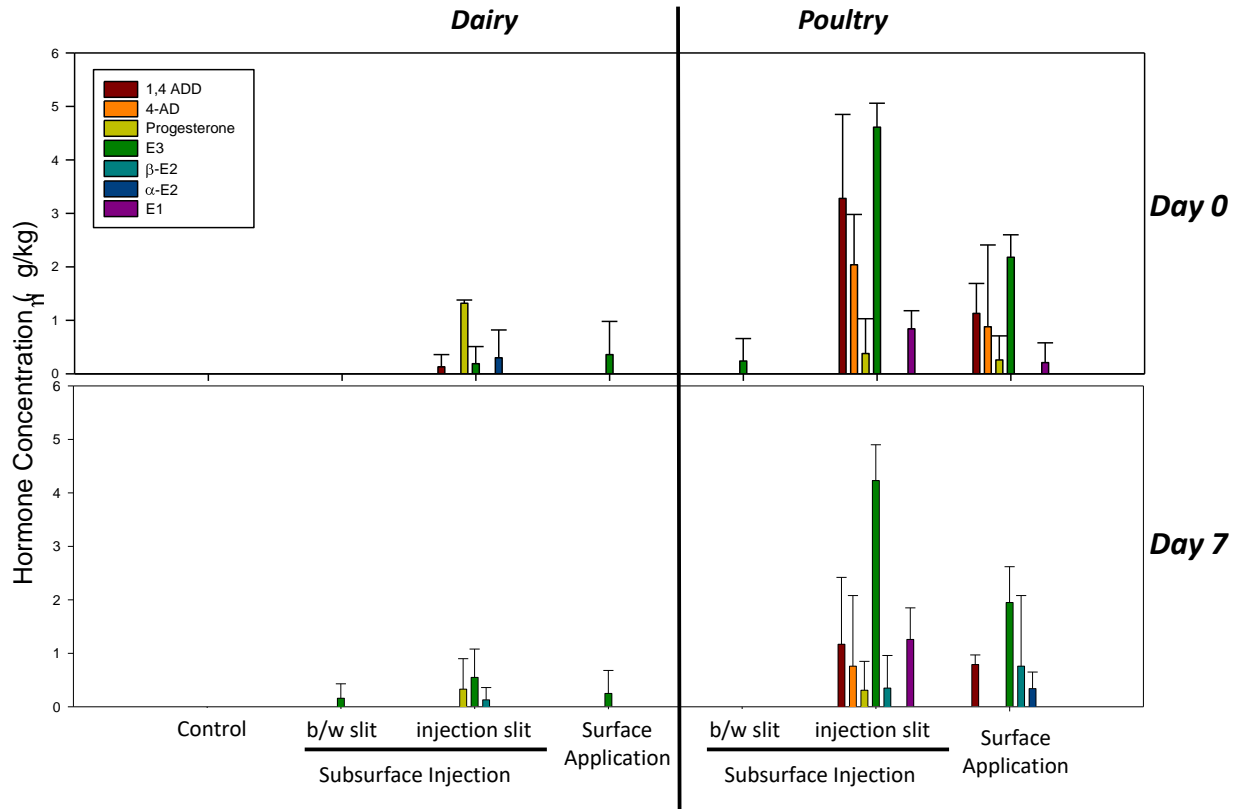 Dairy
Poultry
6
5
4
3
2
1
0
1,4 ADD
4-AD
Progesterone
E3
β-E2
α-E2
E1
Day 0
Hormone Concentration (η g/kg)
6
5
4
3
2
1
0
Day 7
Control
b/w slit
injection slit
Surface
Application
Subsurface Injection
b/w slit
injection slit
Surface
Application
Subsurface Injection